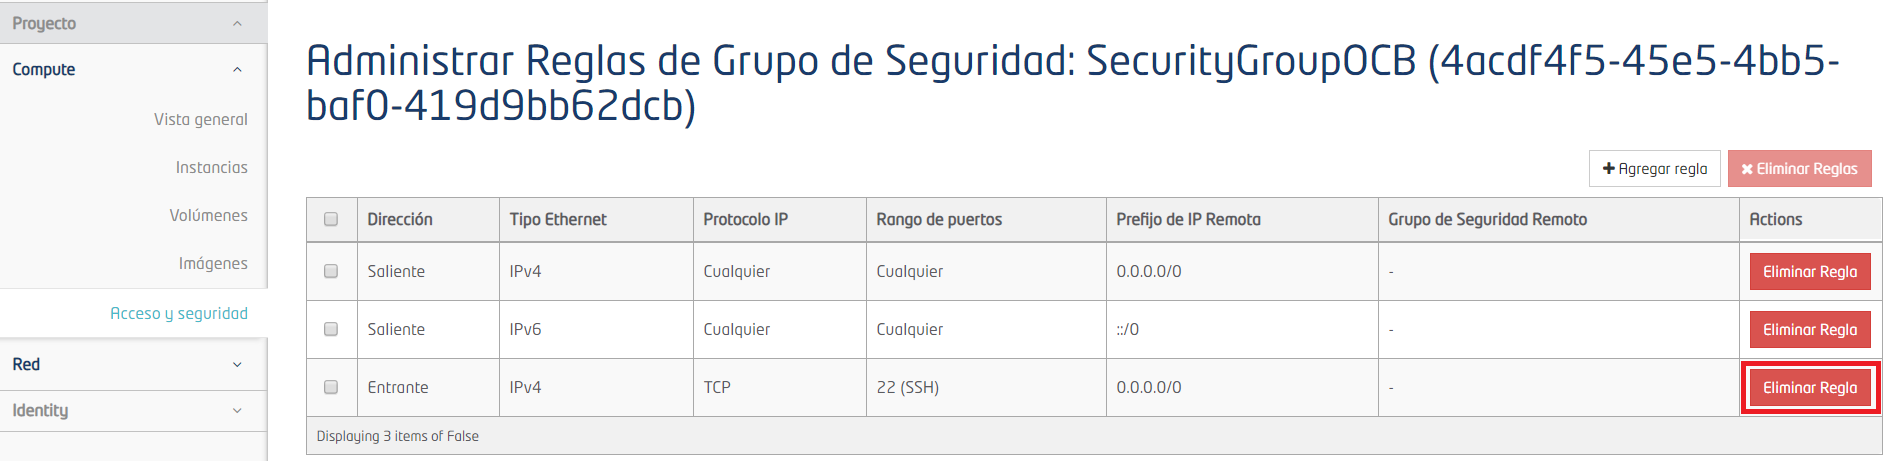 Proyecto
Compute
Vista general
Instancias
Volúmenes
Imágenes
Acceso y seguridad
Red
Identity
Administrar Reglas de Grupo de Seguridad: SecurityGroupOCB (4acdf4f5-45e5-4bb5-
baf0-419d9bb62dcb)
Agregar regla Eliminar Reglas
Dirección Tipo Ethernet Protocolo IP Rango de puertos Prefijo de IP Remota Grupo de Seguridad Remoto Actions
Saliente IPv4 Cualquier Cualquier 0.0.0.0/0 - Eliminar Regla
Saliente IPv6 Cualquier Cualquier ::/0 - Eliminar Regla
Entrante IPv4 TCP 22 (SSH) 0.0.0.0/0 - Eliminar Regla
Displaying 3 items of False